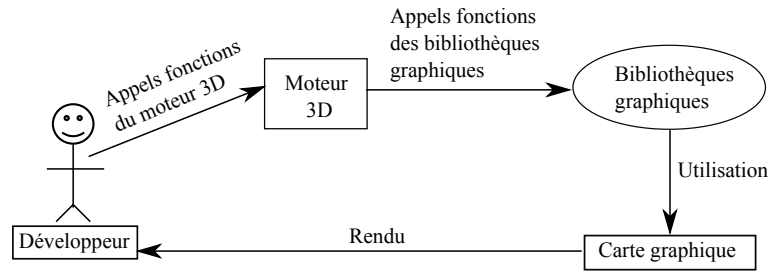 Appels fonctions
du moteur 3D
Moteur
3D
Appels fonctions
des bibliothèques
graphiques
Bibliothèques
graphiques
Utilisation
Développeur
Rendu
Carte graphique